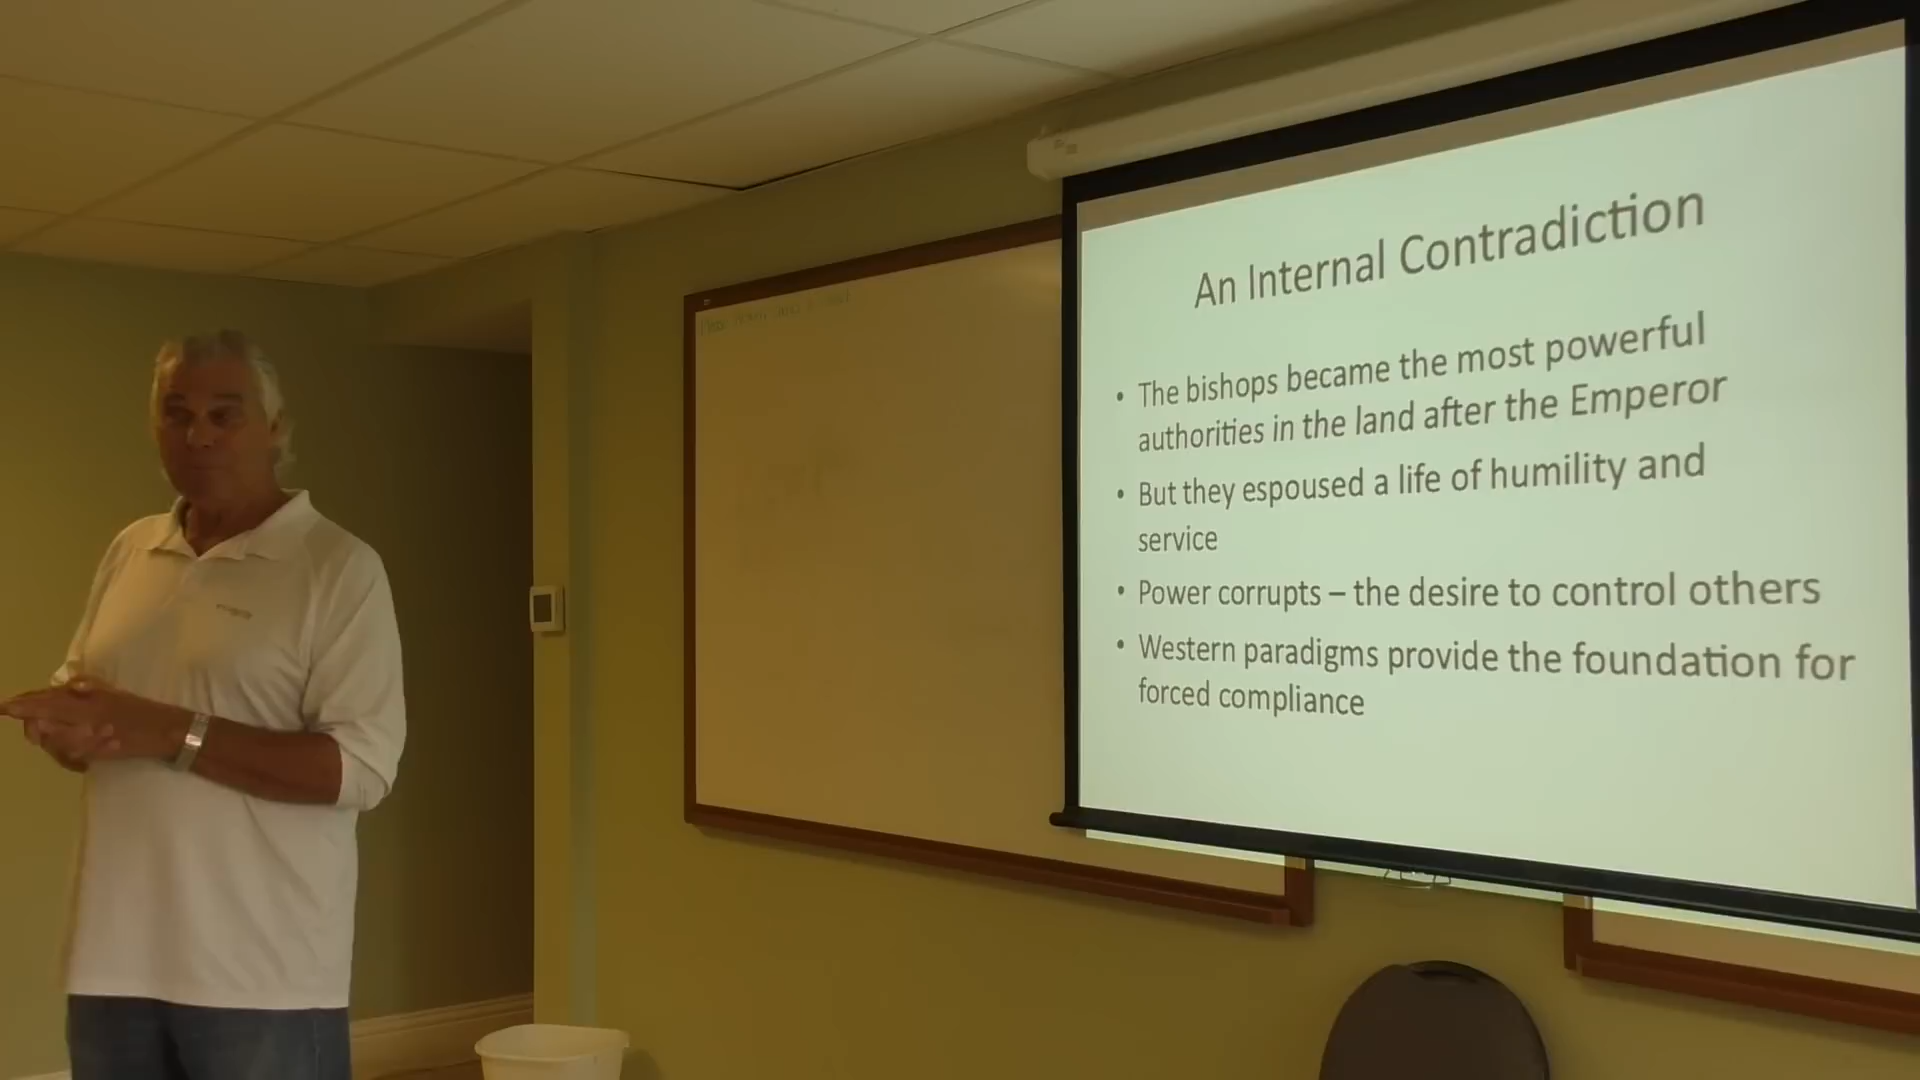 An Internal Contradiction
• The bishops became the most powerful
authorities in the land after the Emperor
• But they espoused a life of humility and
service
• Power corrupts – the desire to control others
• Western paradigms provide the foundation for
forced compliance